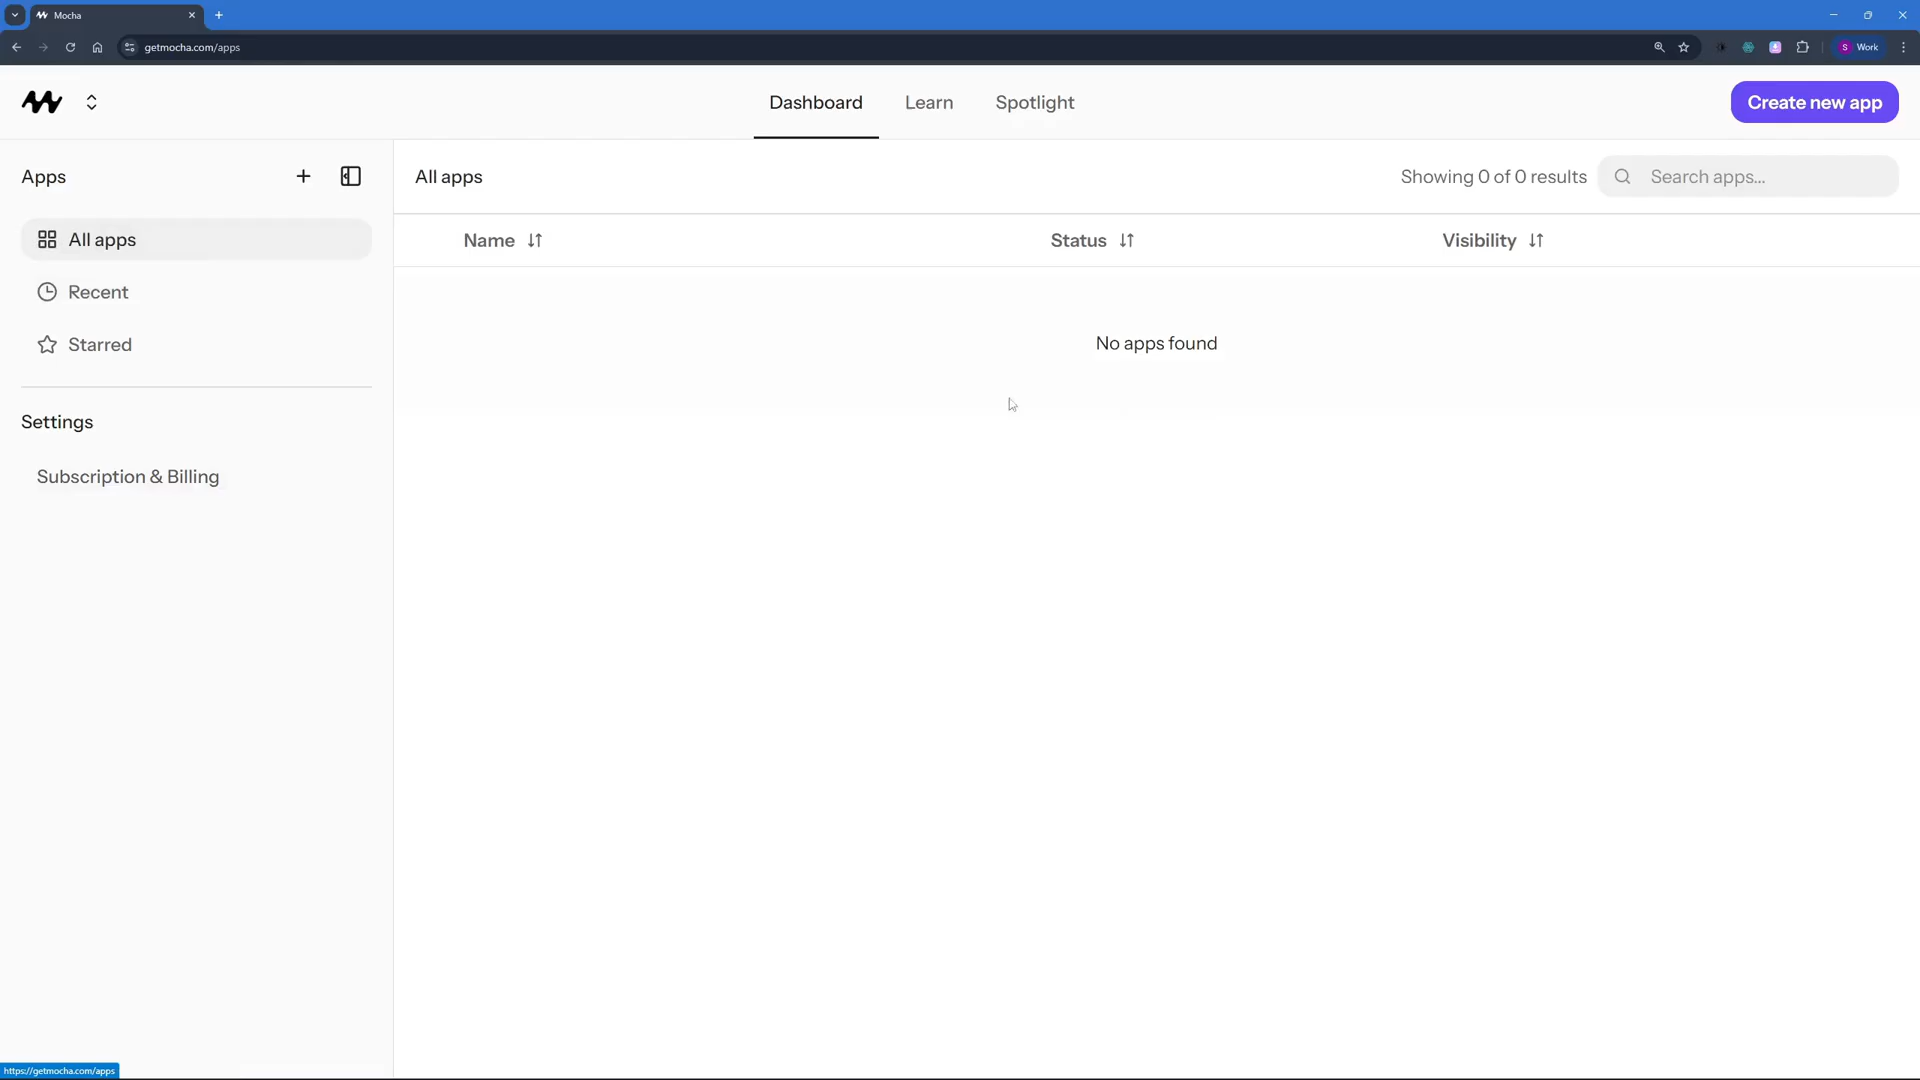 Mocha
getmocha.com/apps
S Work
Dashboard
Learn
Spotlight
Create new app
Apps
All apps
Showing 0 of 0 results
Search apps...
All apps
Name
Status
Visibility
Recent
No apps found
Starred
Settings
Subscription & Billing
https://getmocha.com/apps